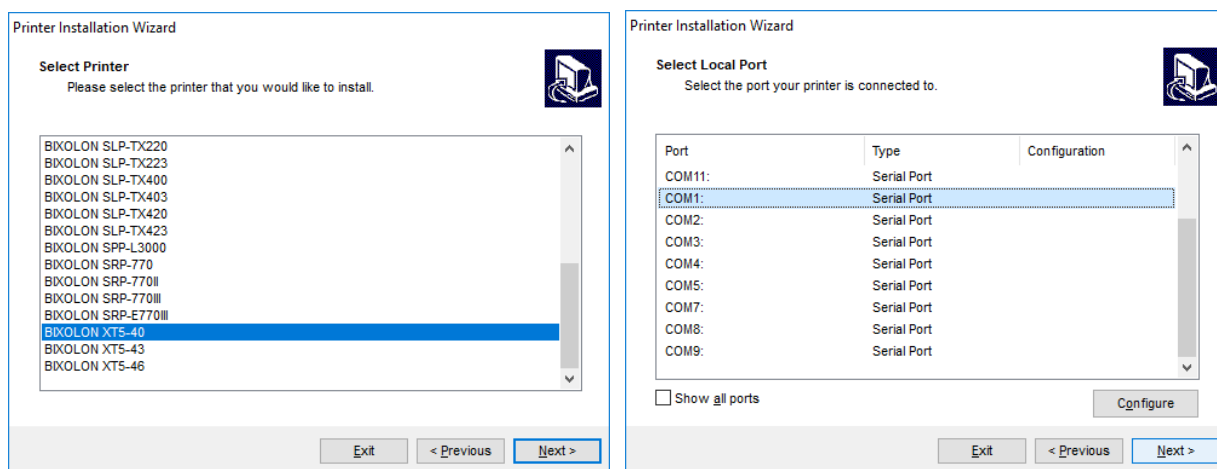 Printer Installation Wizard
Select Printer
Please select the printer that you would like to install.
BIXOLON SLP-TX220
BIXOLON SLP-TX223
BIXOLON SLP-TX400
BIXOLON SLP-TX403
BIXOLON SLP-TX420
BIXOLON SLP-TX423
BIXOLON SPP-L3000
BIXOLON SRP-770
BIXOLON SRP-770II
BIXOLON SRP-770III
BIXOLON SRP-E770III
BIXOLON XT5-40
BIXOLON XT5-43
BIXOLON XT5-46
Exit < Previous Next >
Printer Installation Wizard
Select Local Port
Select the port your printer is connected to.
Port Type Configuration
COM11: Serial Port
COM1: Serial Port
COM2: Serial Port
COM3: Serial Port
COM4: Serial Port
COM5: Serial Port
COM7: Serial Port
COM8: Serial Port
COM9: Serial Port
Show all ports
Configure
Exit < Previous Next >